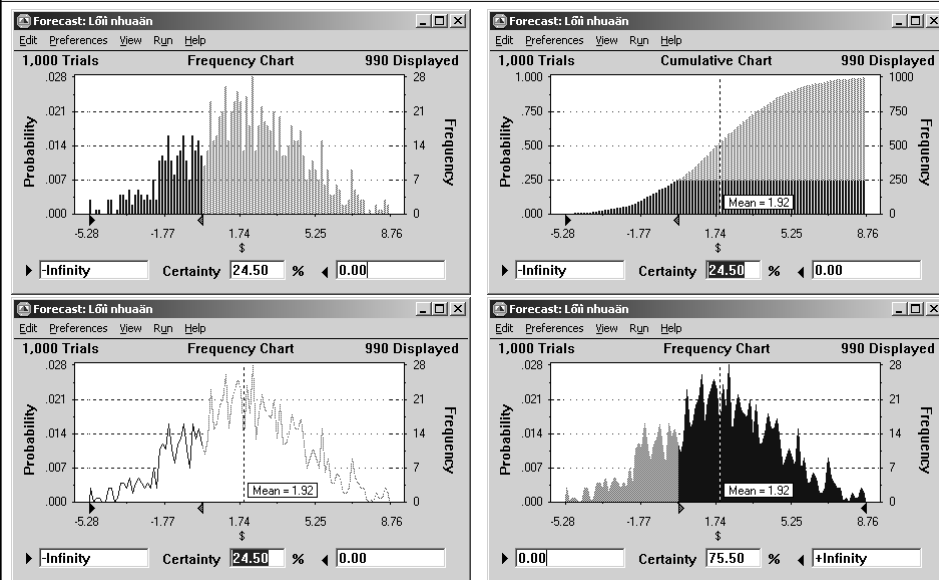 Forecast: Lôïi nhuaän
Edit Preferences View Run Help
1,000 Trials Frequency Chart 990 Displayed
.028
.021
.014
.007
.000
Probability
28
21
14
7
0
Frequency
-5.28 -1.77 1.74 5.25 8.76
$
-Infinity Certainty 24.50 % 0.00
Forecast: Lôïi nhuaän
Edit Preferences View Run Help
1,000 Trials Cumulative Chart 990 Displayed
1.000
.750
.500
.250
.000
Probability
1000
750
500
250
0
Frequency
Mean = 1.92
-5.28 -1.77 1.74 5.25 8.76
$
-Infinity Certainty 24.50 % 0.00
Forecast: Lôïi nhuaän
Edit Preferences View Run Help
1,000 Trials Frequency Chart 990 Displayed
.028
.021
.014
.007
.000
Probability
28
21
14
7
0
Frequency
Mean = 1.92
-5.28 -1.77 1.74 5.25 8.76
$
-Infinity Certainty 24.50 % 0.00
Forecast: Lôïi nhuaän
Edit Preferences View Run Help
1,000 Trials Frequency Chart 990 Displayed
.028
.021
.014
.007
.000
Probability
28
21
14
7
0
Frequency
Mean = 1.92
-5.28 -1.77 1.74 5.25 8.76
$
0.00 Certainty 75.50 % +Infinity